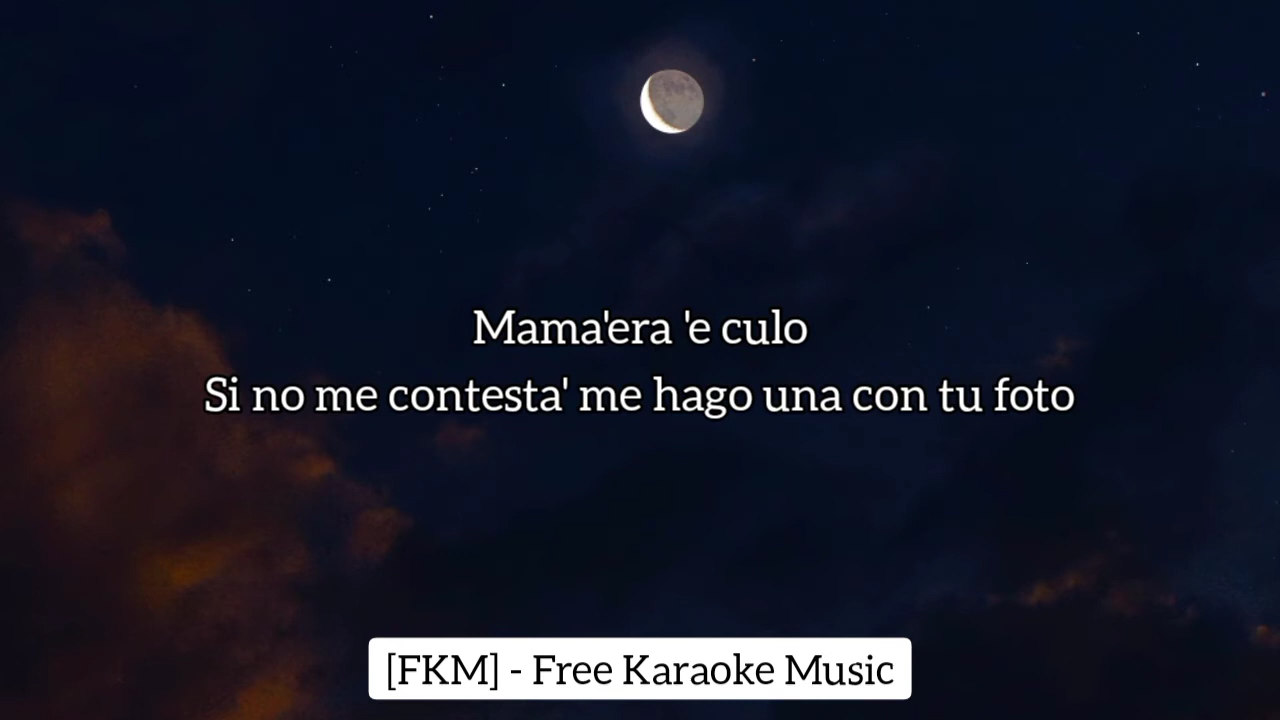 Mama'era 'e culo
Si no me contesta' me hago una con tu foto
[FKM] - Free Karaoke Music